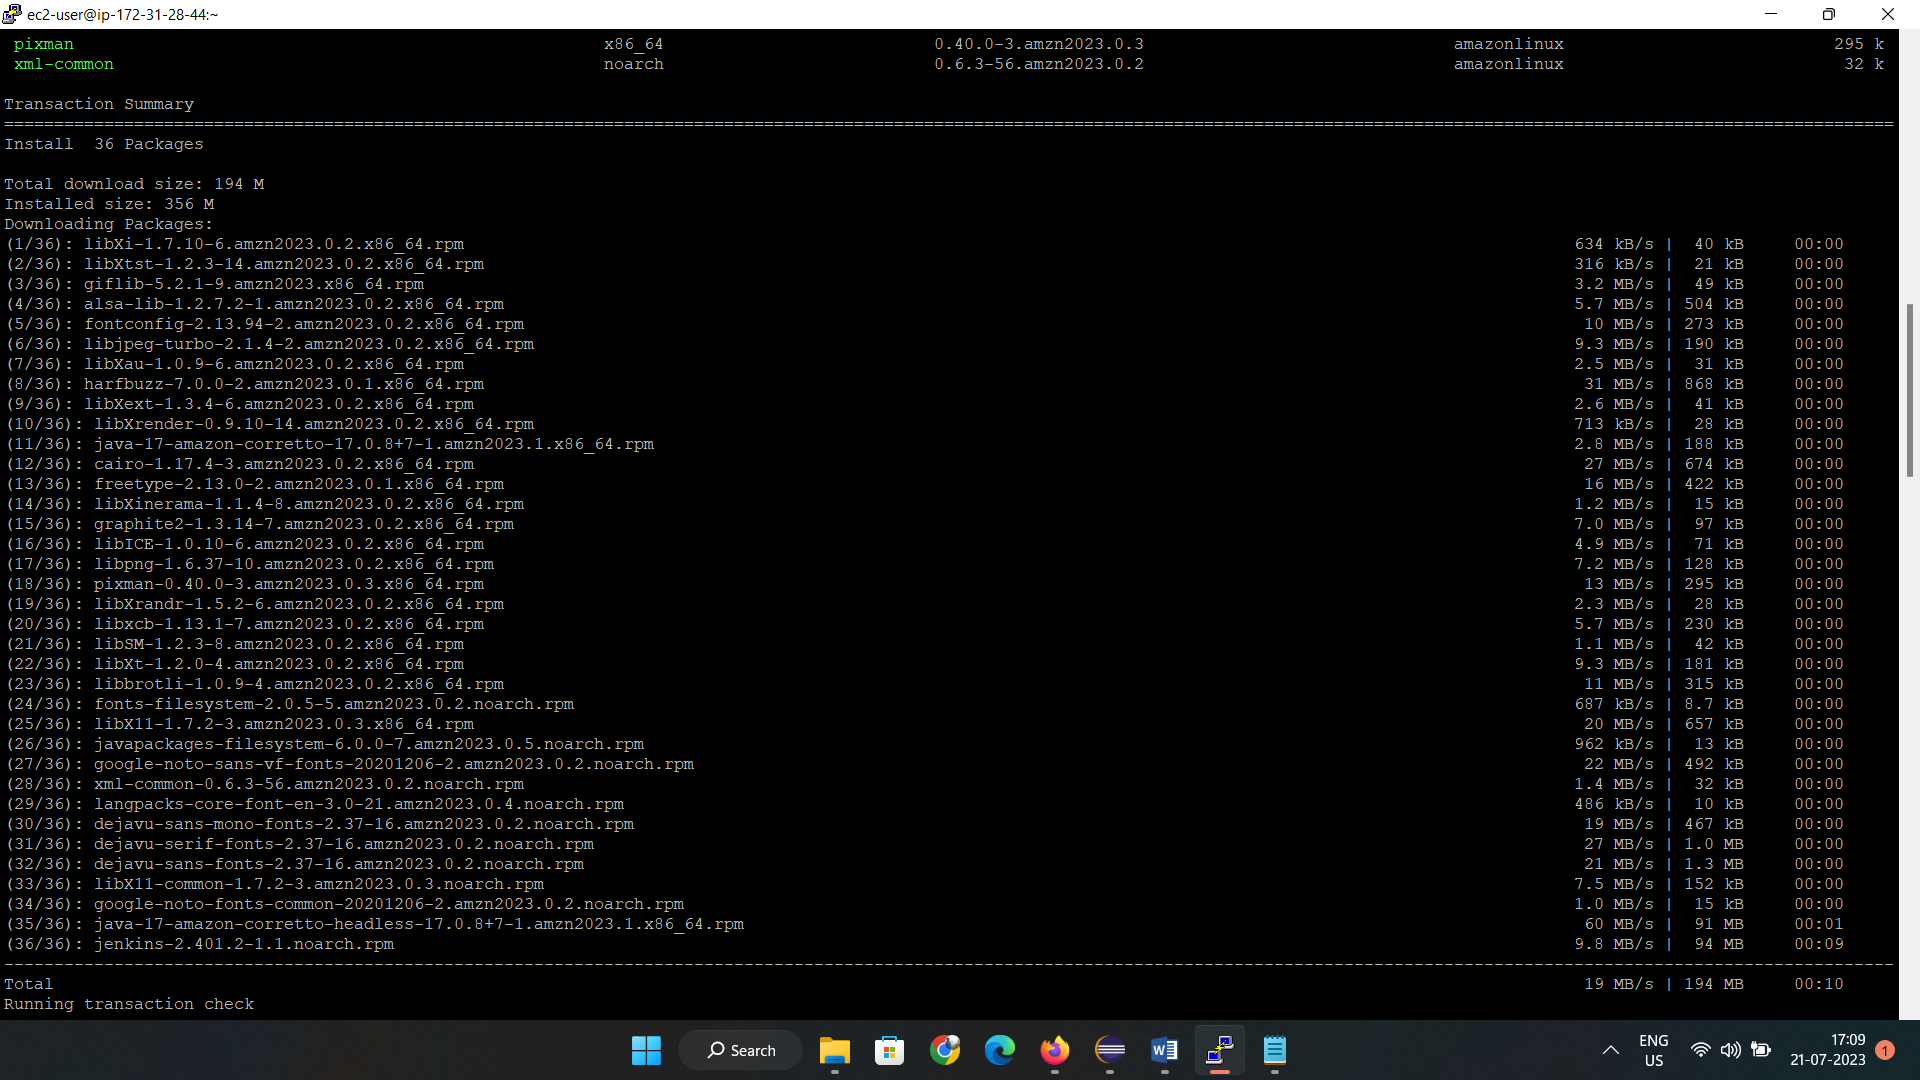 ec2-user@ip-172-31-28-44:~
pixman x86_64 0.40.0-3.amzn2023.0.3 amazonlinux 295 k
xml-common noarch 0.6.3-56.amzn2023.0.2 amazonlinux 32 k
Transaction Summary
================================================================================
Install  36 Packages
Total download size: 194 M
Installed size: 356 M
Downloading Packages:
(1/36): libXi-1.7.10-6.amzn2023.0.2.x86_64.rpm 634 kB/s | 40 kB 00:00
(2/36): libXtst-1.2.3-14.amzn2023.0.2.x86_64.rpm 316 kB/s | 21 kB 00:00
(3/36): giflib-5.2.1-9.amzn2023.x86_64.rpm 3.2 MB/s | 49 kB 00:00
(4/36): alsa-lib-1.2.7.2-1.amzn2023.0.2.x86_64.rpm 5.7 MB/s | 504 kB 00:00
(5/36): fontconfig-2.13.94-2.amzn2023.0.2.x86_64.rpm 10 MB/s | 273 kB 00:00
(6/36): libjpeg-turbo-2.1.4-2.amzn2023.0.2.x86_64.rpm 9.3 MB/s | 190 kB 00:00
(7/36): libXau-1.0.9-6.amzn2023.0.2.x86_64.rpm 2.5 MB/s | 31 kB 00:00
(8/36): harfbuzz-7.0.0-2.amzn2023.0.1.x86_64.rpm 31 MB/s | 868 kB 00:00
(9/36): libXext-1.3.4-6.amzn2023.0.2.x86_64.rpm 2.6 MB/s | 41 kB 00:00
(10/36): libXrender-0.9.10-14.amzn2023.0.2.x86_64.rpm 713 kB/s | 28 kB 00:00
(11/36): java-17-amazon-corretto-17.0.8+7-1.amzn2023.1.x86_64.rpm 2.8 MB/s | 188 kB 00:00
(12/36): cairo-1.17.4-3.amzn2023.0.2.x86_64.rpm 27 MB/s | 674 kB 00:00
(13/36): freetype-2.13.0-2.amzn2023.0.1.x86_64.rpm 16 MB/s | 422 kB 00:00
(14/36): libXinerama-1.1.4-8.amzn2023.0.2.x86_64.rpm 1.2 MB/s | 15 kB 00:00
(15/36): graphite2-1.3.14-7.amzn2023.0.2.x86_64.rpm 7.0 MB/s | 97 kB 00:00
(16/36): libICE-1.0.10-6.amzn2023.0.2.x86_64.rpm 4.9 MB/s | 71 kB 00:00
(17/36): libpng-1.6.37-10.amzn2023.0.2.x86_64.rpm 7.2 MB/s | 128 kB 00:00
(18/36): pixman-0.40.0-3.amzn2023.0.3.x86_64.rpm 13 MB/s | 295 kB 00:00
(19/36): libXrandr-1.5.2-6.amzn2023.0.2.x86_64.rpm 2.3 MB/s | 28 kB 00:00
(20/36): libxcb-1.13.1-7.amzn2023.0.2.x86_64.rpm 5.7 MB/s | 230 kB 00:00
(21/36): libSM-1.2.3-8.amzn2023.0.2.x86_64.rpm 1.1 MB/s | 42 kB 00:00
(22/36): libXt-1.2.0-4.amzn2023.0.2.x86_64.rpm 9.3 MB/s | 181 kB 00:00
(23/36): libbrotli-1.0.9-4.amzn2023.0.2.x86_64.rpm 11 MB/s | 315 kB 00:00
(24/36): fonts-filesystem-2.0.5-5.amzn2023.0.2.noarch.rpm 687 kB/s | 8.7 kB 00:00
(25/36): libX11-1.7.2-3.amzn2023.0.3.x86_64.rpm 20 MB/s | 657 kB 00:00
(26/36): javapackages-filesystem-6.0.0-7.amzn2023.0.5.noarch.rpm 962 kB/s | 13 kB 00:00
(27/36): google-noto-sans-vf-fonts-20201206-2.amzn2023.0.2.noarch.rpm 22 MB/s | 492 kB 00:00
(28/36): xml-common-0.6.3-56.amzn2023.0.2.noarch.rpm 1.4 MB/s | 32 kB 00:00
(29/36): langpacks-core-font-en-3.0-21.amzn2023.0.4.noarch.rpm 486 kB/s | 10 kB 00:00
(30/36): dejavu-sans-mono-fonts-2.37-16.amzn2023.0.2.noarch.rpm 19 MB/s | 467 kB 00:00
(31/36): dejavu-serif-fonts-2.37-16.amzn2023.0.2.noarch.rpm 27 MB/s | 1.0 MB 00:00
(32/36): dejavu-sans-fonts-2.37-16.amzn2023.0.2.noarch.rpm 21 MB/s | 1.3 MB 00:00
(33/36): libX11-common-1.7.2-3.amzn2023.0.3.noarch.rpm 7.5 MB/s | 152 kB 00:00
(34/36): google-noto-fonts-common-20201206-2.amzn2023.0.2.noarch.rpm 1.0 MB/s | 15 kB 00:00
(35/36): java-17-amazon-corretto-headless-17.0.8+7-1.amzn2023.1.x86_64.rpm 60 MB/s | 91 MB 00:01
(36/36): jenkins-2.401.2-1.1.noarch.rpm 9.8 MB/s | 94 MB 00:09
--------------------------------------------------------------------------------
Total 19 MB/s | 194 MB 00:10
Running transaction check
Search
ENG
US
17:09
21-07-2023
1